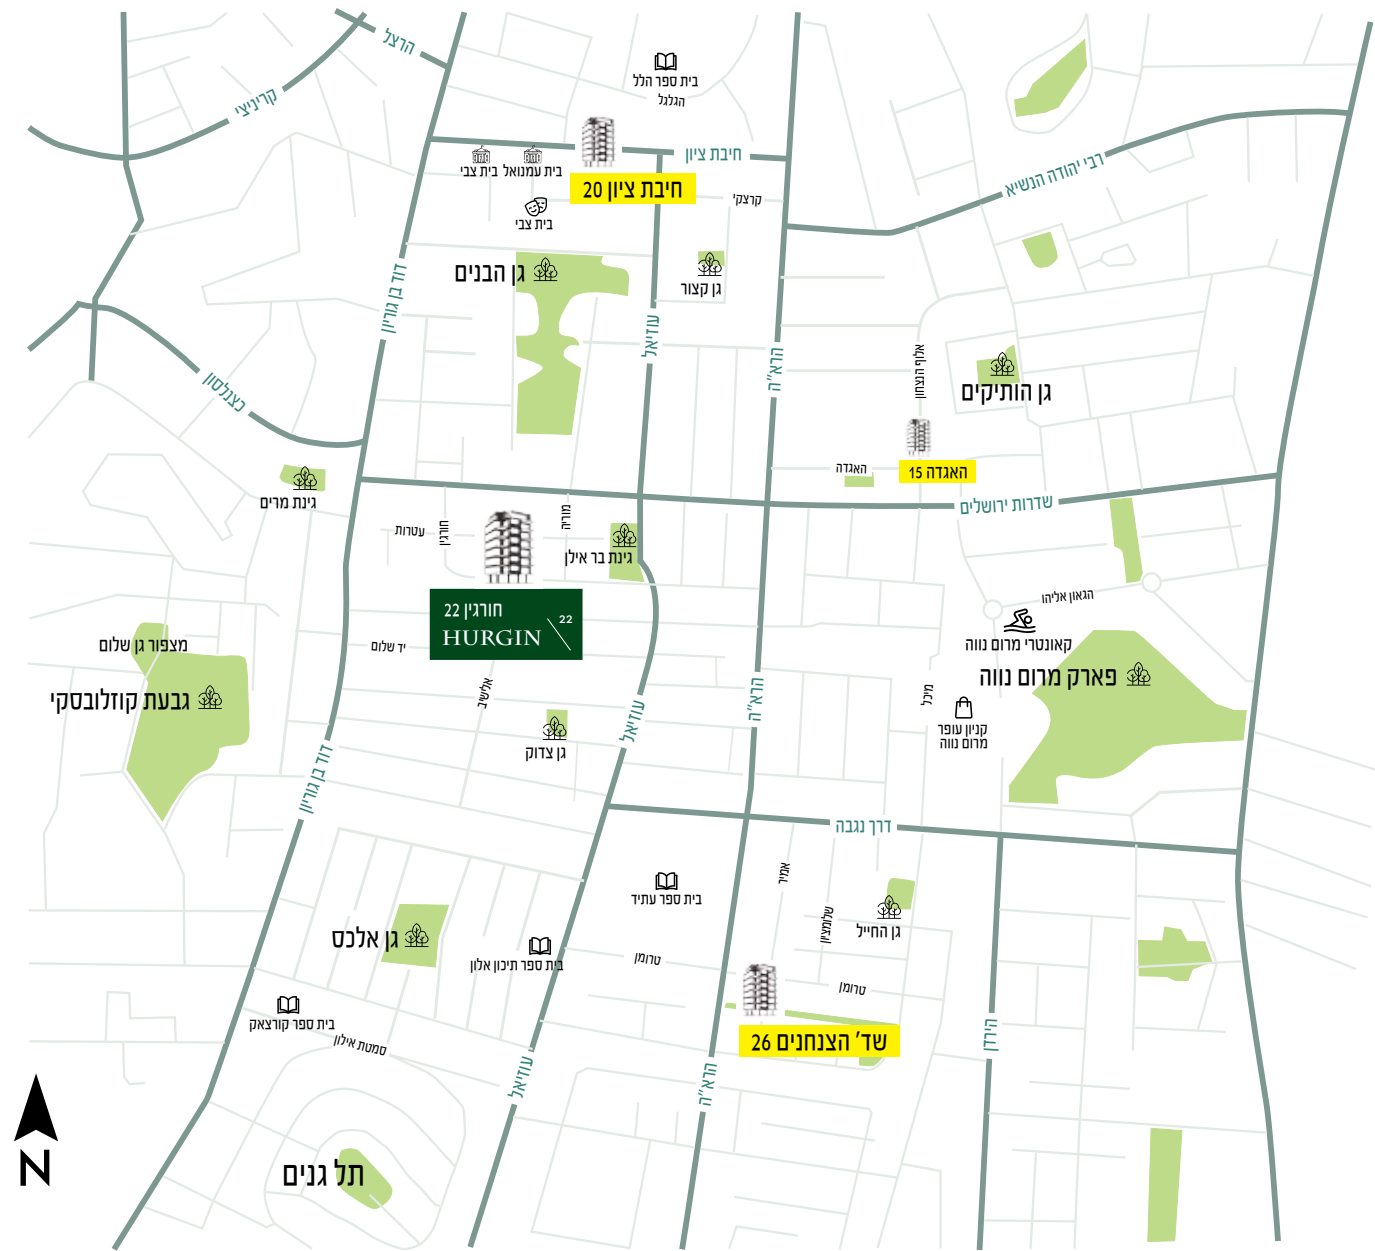 הרצל
קריניצי
בית ספר הלל
הגלגל
חיבת ציון
בית עמנואל
בית צבי
חיבת ציון 20
קרצקי
רבי יהודה הנשיא
בית צבי
גן הבנים
גן קצור
דוד בן גוריון
עוזיאל
הרא״ה
אלון הנצחון
גן הותיקים
כצנלסון
האגדה
האגדה 15
גינת מרים
שדרות ירושלים
עטרות
חורגין
מוריה
גינת בר אילן
הגאון אליהו
חורגין 22
HURGIN 22
קאונטרי מרום נווה
יד שלום
מצפור גן שלום
גבעת קוזלובסקי
פארק מרום נווה
אלישיב
הרא״ה
מיכל
עוזיאל
קניון עופר
מרום נווה
גן צדוק
דוד בן גוריון
דרך נגבה
אמיר
בית ספר עתיד
שלומציון
גן החייל
גן אלכס
בית ספר תיכון אלון
טרומן
טרומן
בית ספר קורצאק
סמטת אילון
שד׳ הצנחנים 26
הירדן
עוזיאל
הרא״ה
תל גנים
N